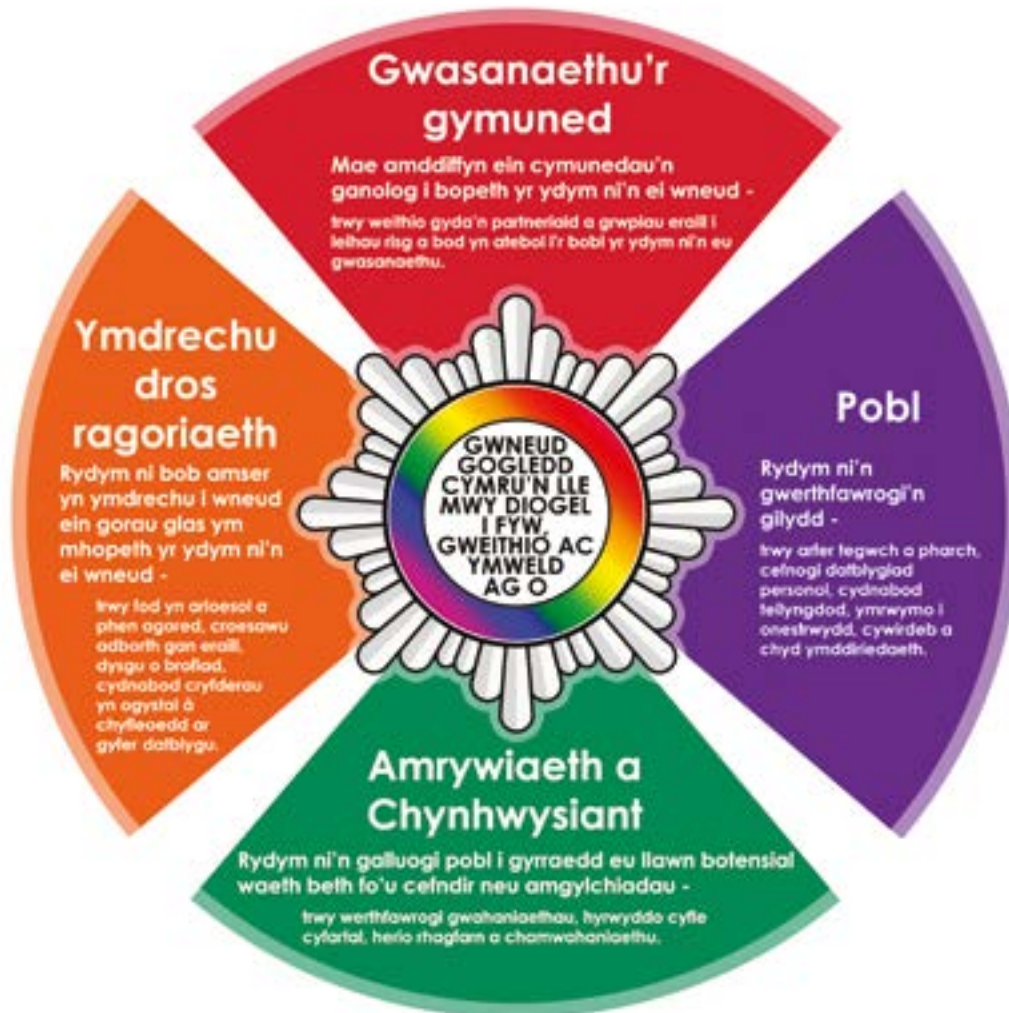 Gwasanaethu'r
gymuned
Mae amddiffyn ein cymunedau'n
ganolog i bopeth yr ydym ni'n ei wneud -
trwy weithio gyda'n partneriaid a grwpiau eraill i
leihau risg a bod yn atebol i'r bobl yr ydym ni'n eu
gwasanaethu.
Ymdrechu
dros
ragoriaeth
Rydym ni bob amser
yn ymdrechu i wneud
ein gorau glas ym
mhopeth yr ydym ni'n
ei wneud -
trwy fod yn arloesol a
phen agored, croesawu
adborth gan eraill,
dysgu o brofiad,
cydnabod cryfderau
yn ogystal â
chyfleoedd ar
gyfer datblygu.
GWNEUD
GOGLEDD
CYMRU'N LLE
MWY DIOGEL
I FYW,
GWEITHIO AC
YMWELD
AG O
Pobl
Rydym ni'n
gwerthfawrogi'n
gilydd -
trwy arfer tegwch a pharch,
cefnogi datblygiad
personol, cydnabod
teilyngdod, ymrwymo i
onestrwydd, cywirdeb a
chyd ymddiriedaeth.
Amrywiaeth a
Chynhwysiant
Rydym ni'n galluogi pobl i gyrraedd eu llawn botensial
waeth beth fo'u cefndir neu amgylchiadau -
trwy werthfawrogi gwahaniaethau, hyrwyddo cyfle
cyfartal, herio rhagfarn a chamwahaniaethu.